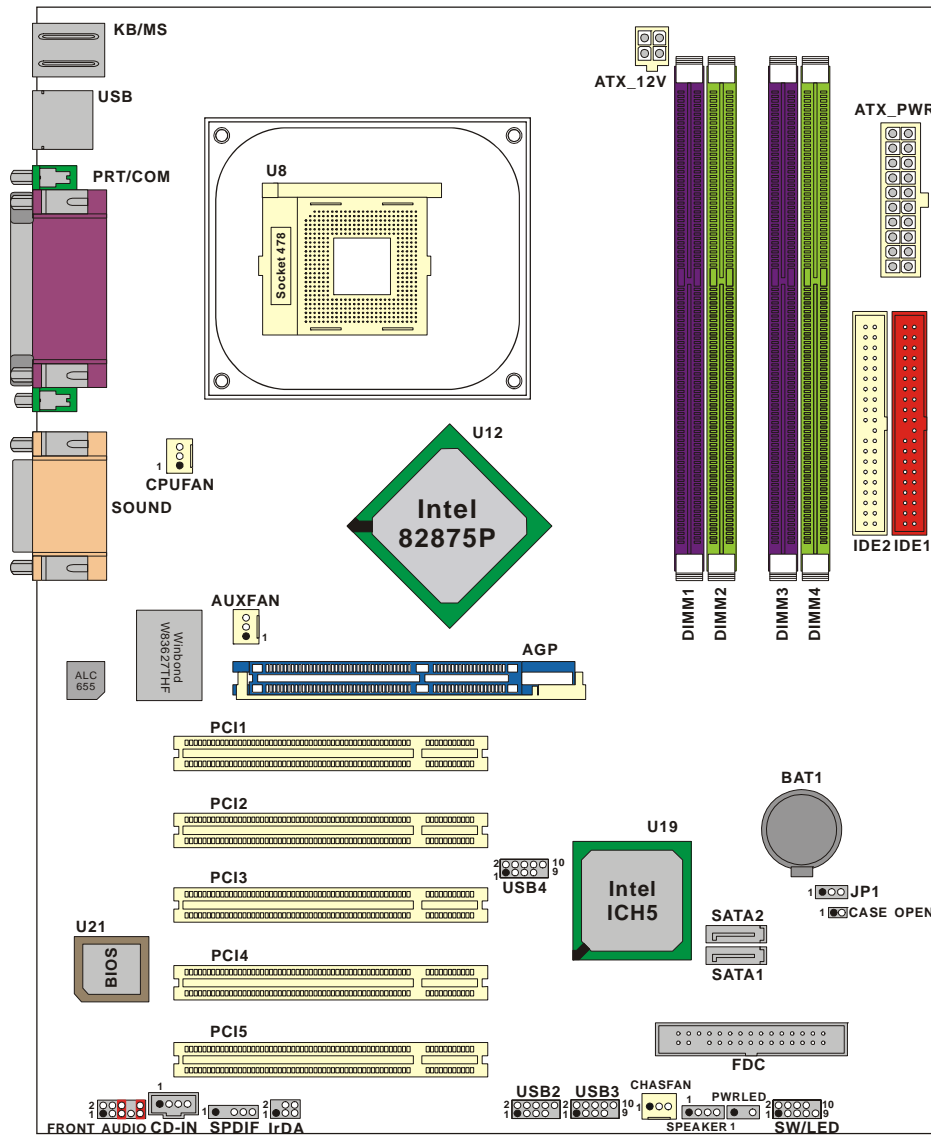 KB/MS
ATX_12V
USB
ATX_PWR
PRT/COM
U8
Socket 478
U12
Intel
82875P
1
CPUFAN
SOUND
IDE2 IDE1
DIMM1
DIMM2
DIMM3
DIMM4
AUXFAN
1
Winbond
W83627THF
ALC
655
AGP
PCI1
BAT1
PCI2
U19
2 10
1 9
USB4
Intel
ICH5
PCI3
1 JP1
1 CASE OPEN
SATA2
SATA1
U21
BIOS
PCI4
PCI5
FDC
2
1
FRONT AUDIO
1
CD-IN
1
SPDIF
2
1
IrDA
USB2
2
1
USB3
2 10
1 9
CHASFAN
1
PWRLED
1
SPEAKER 1
2 10
1 9
SW/LED